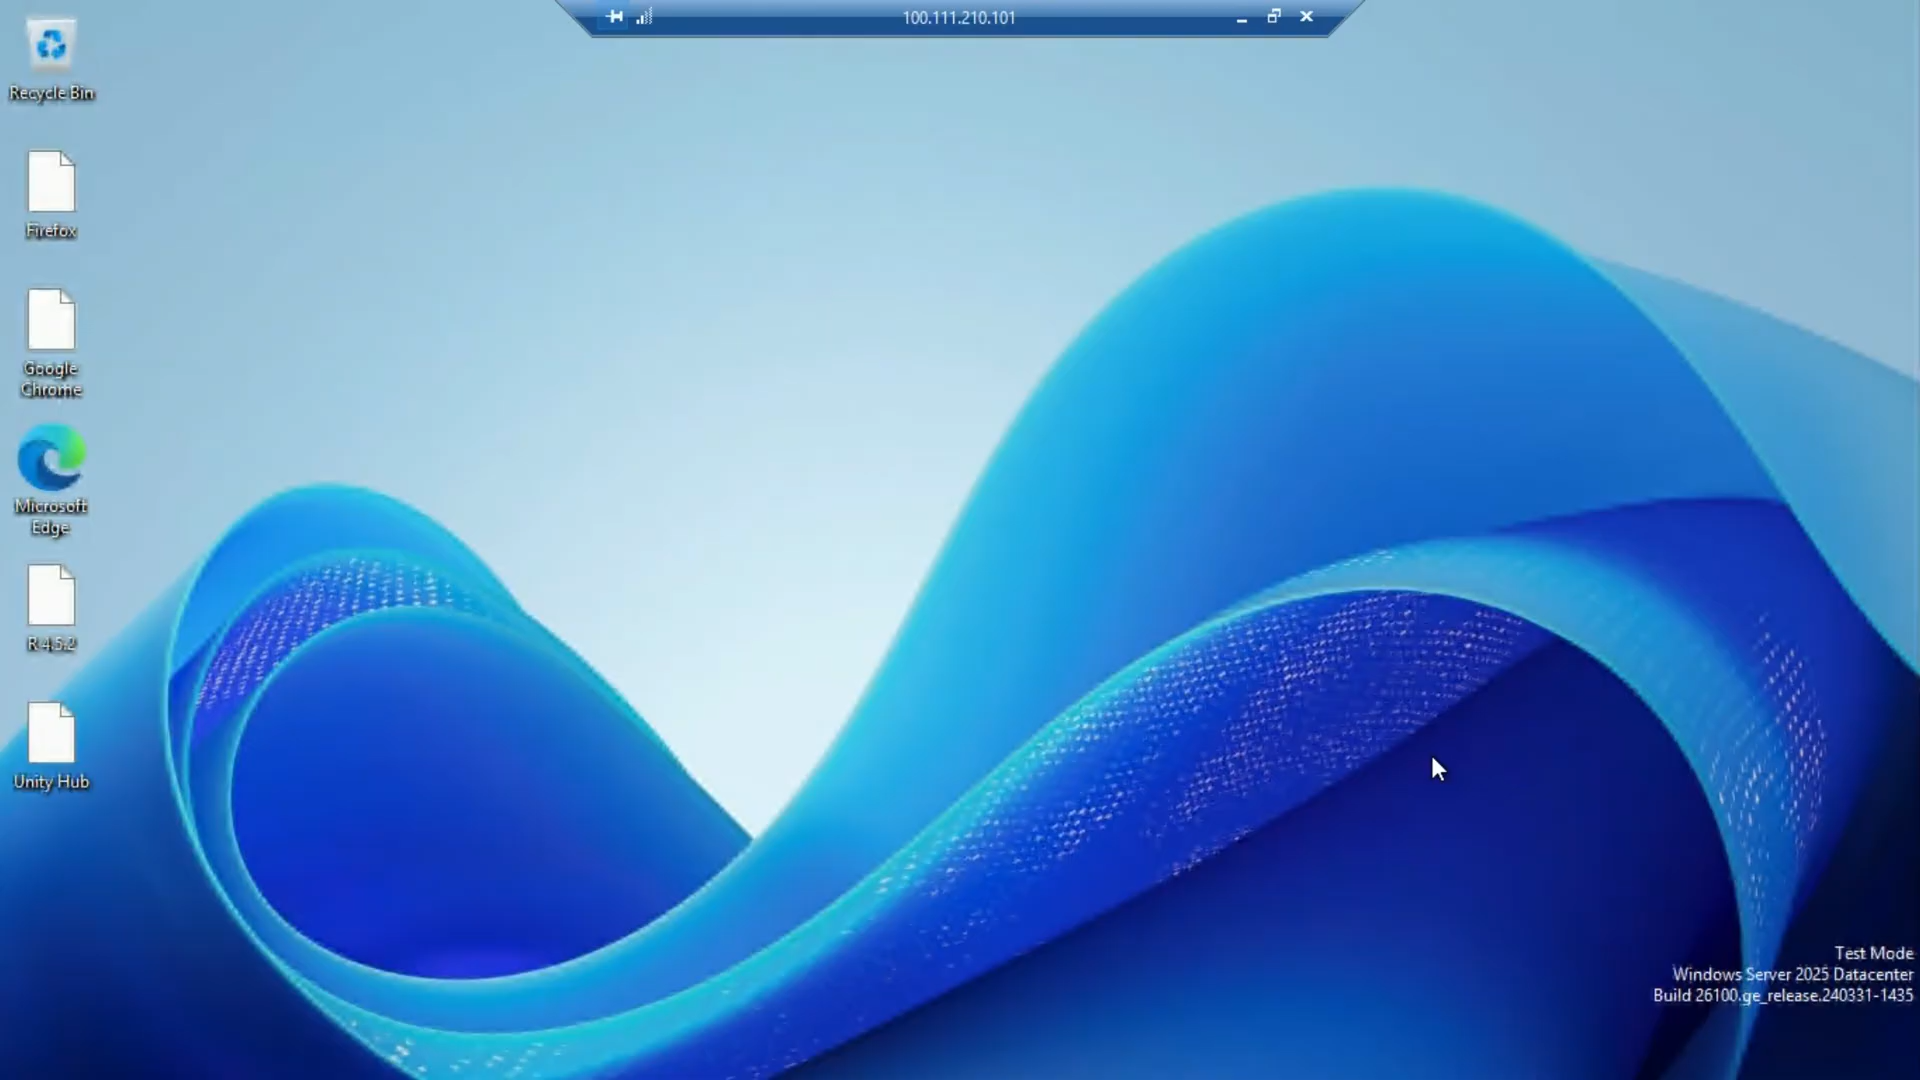 100.111.210.101
Recycle Bin
Firefox
Google
Chrome
Microsoft
Edge
R 4.5.2
Unity Hub
Test Mode
Windows Server 2025 Datacenter
Build 26100.ge_release.240331-1435